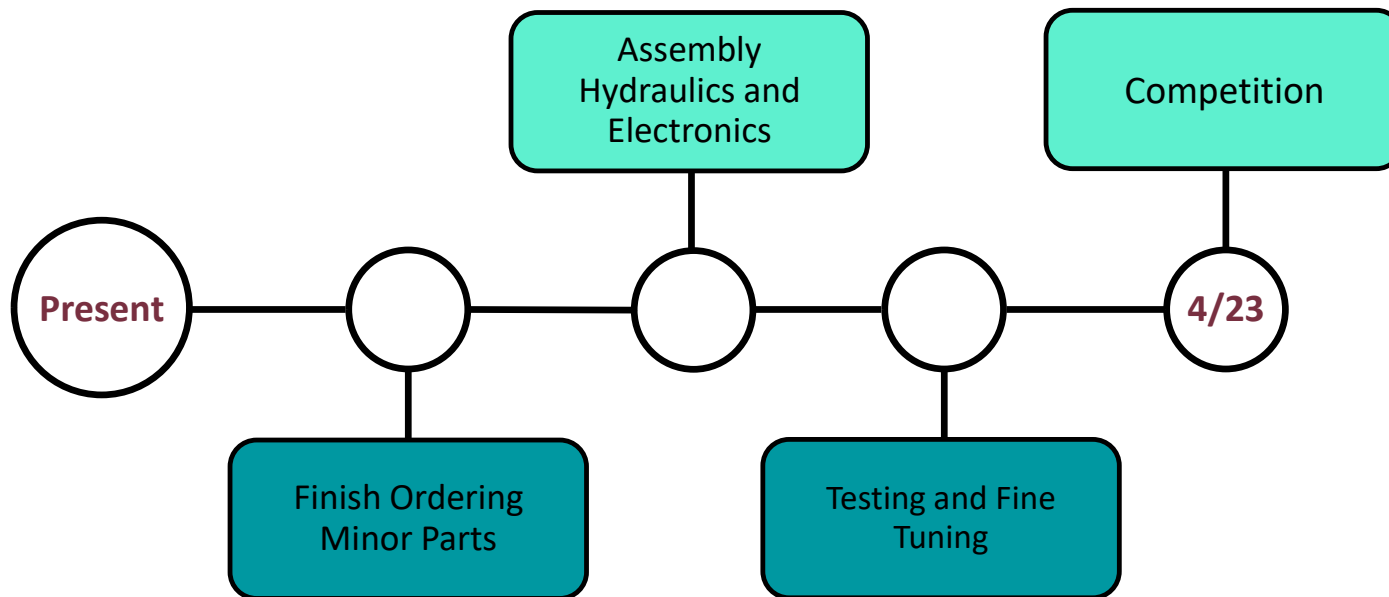 Assembly
Hydraulics and
Electronics
Competition
Present
4/23
Finish Ordering
Minor Parts
Testing and Fine
Tuning